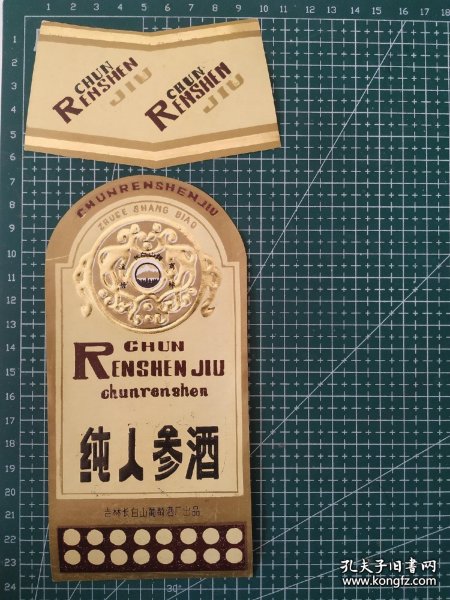 CHUN
RENSHEN
JIU
CHUN
RENSHEN
JIU
CHUNRENSHENJIU
ZHUCE SHANG BIAO
CHUN
RENSHEN JIU
chunrenshen
纯人参酒
吉林长白山葡萄酒厂出品
孔夫子旧书网
www.kongfz.com